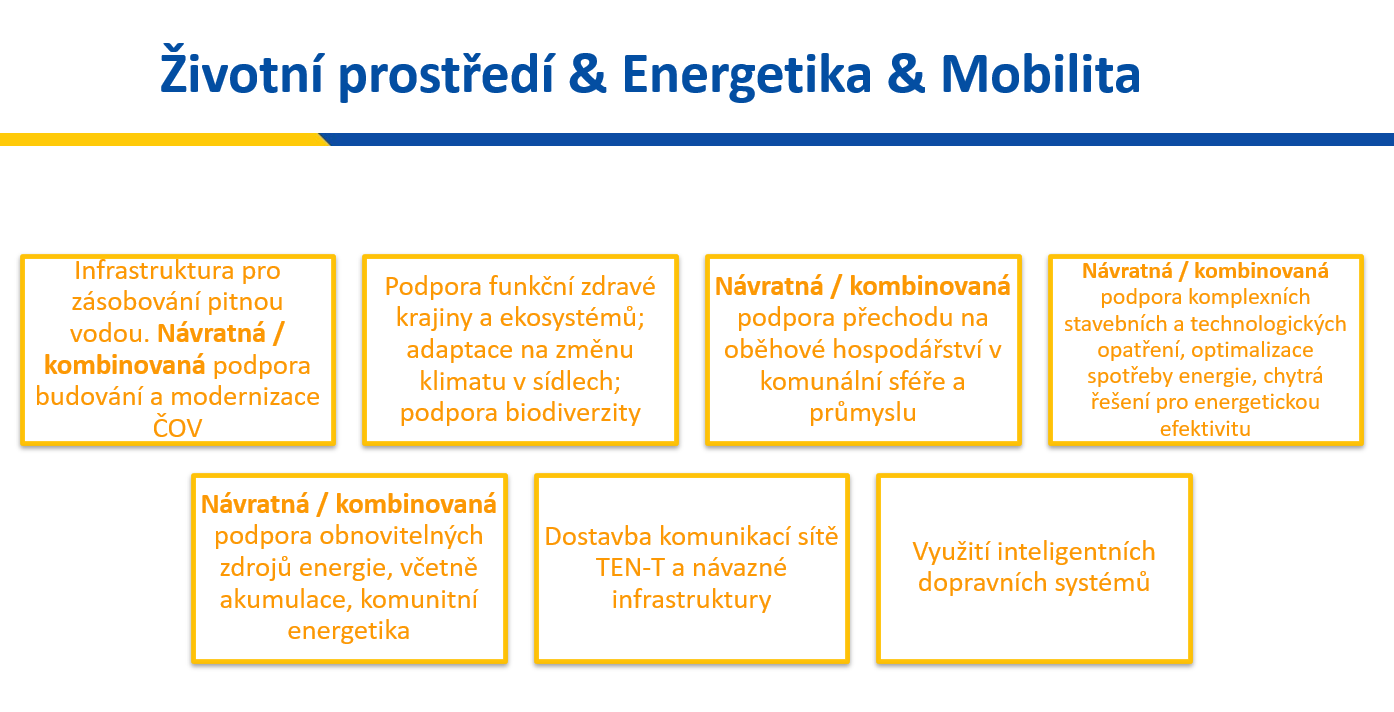 Životní prostředí & Energetika & Mobilita
Infrastruktura pro
zásobování pitnou
vodou. Návratná /
kombinovaná podpora
budování a modernizace
ČOV
Podpora funkční zdravé
krajiny a ekosystémů;
adaptace na změnu
klimatu v sídlech;
podpora biodiverzity
Návratná / kombinovaná
podpora přechodu na
oběhové hospodářství v
komunální sféře a
průmyslu
Návratná / kombinovaná
podpora komplexních
stavebních a technologických
opatření, optimalizace
spotřeby energie, chytrá
řešení pro energetickou
efektivitu
Návratná / kombinovaná
podpora obnovitelných
zdrojů energie, včetně
akumulace, komunitní
energetika
Dostavba komunikací sítě
TEN-T a návazné
infrastruktury
Využití inteligentních
dopravních systémů